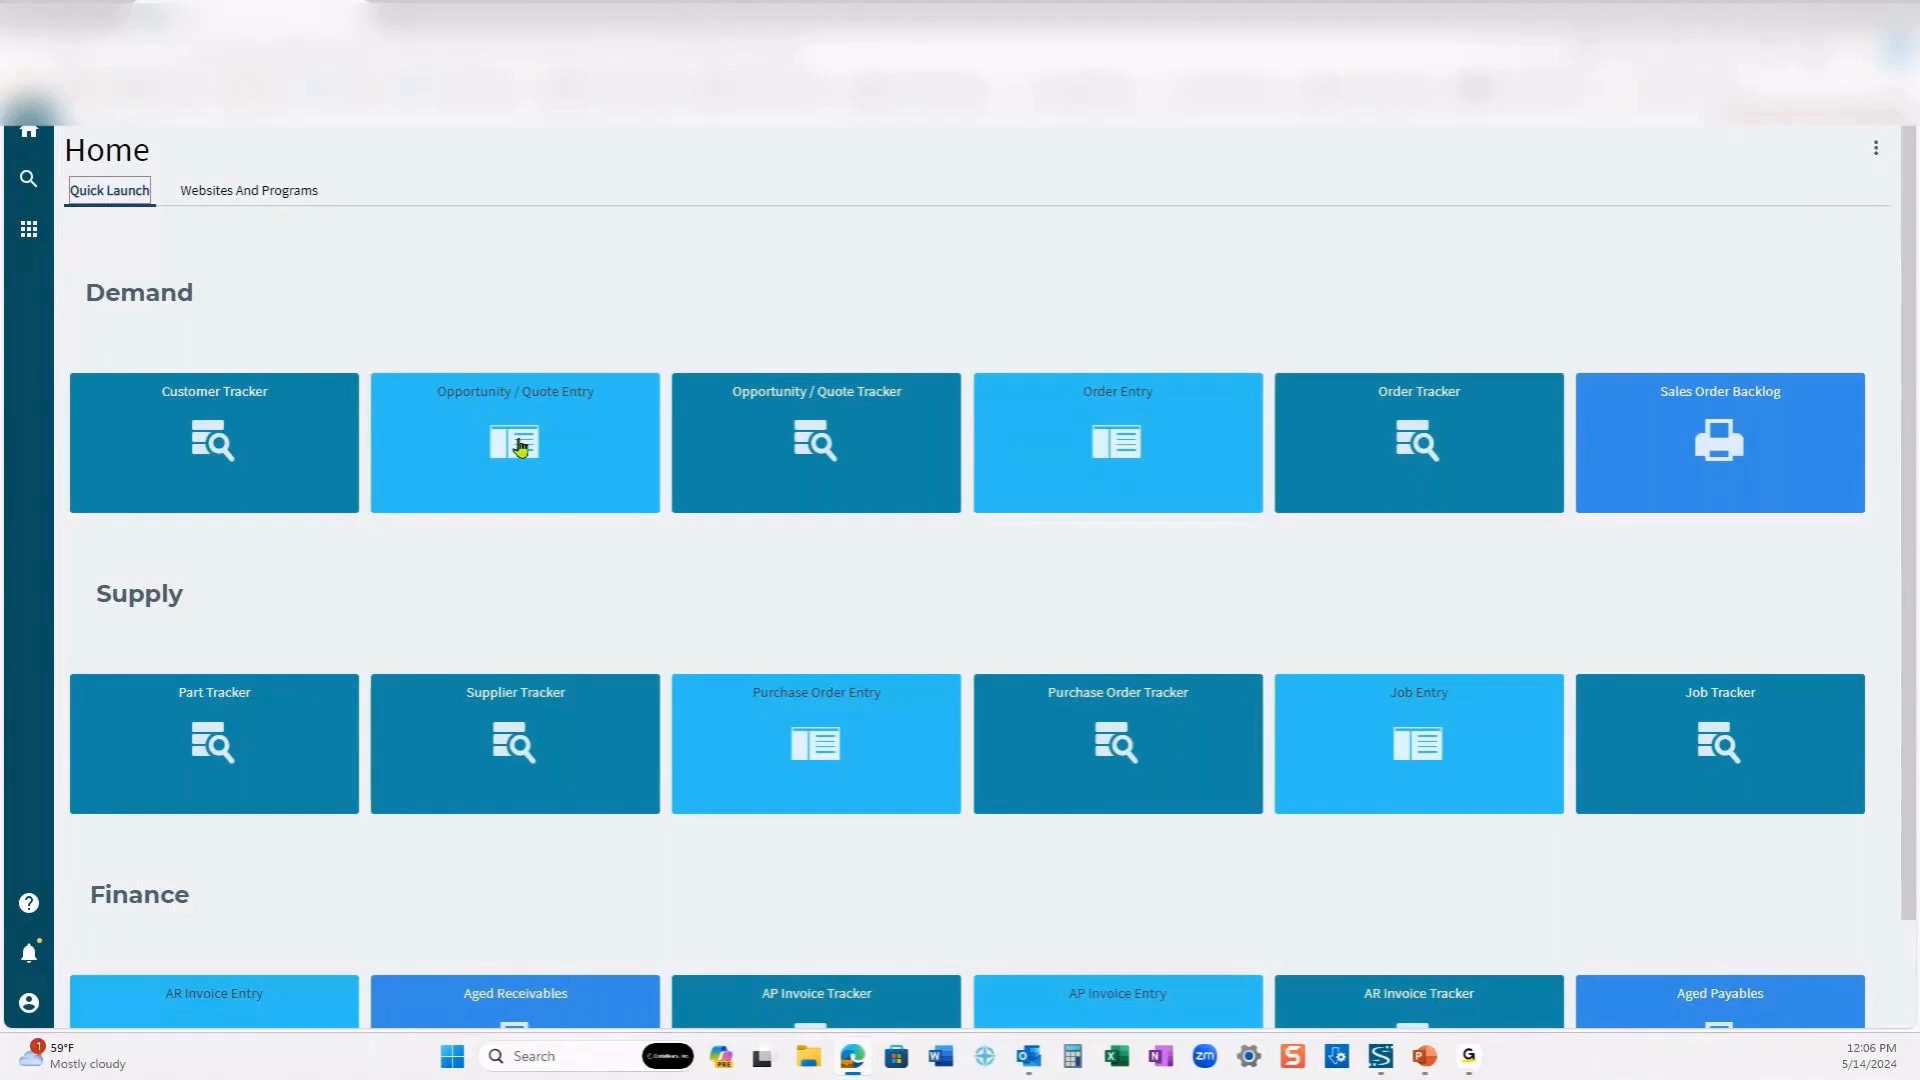 Home
Quick Launch
Websites And Programs
Demand
Customer Tracker
Opportunity / Quote Entry
Opportunity / Quote Tracker
Order Entry
Order Tracker
Sales Order Backlog
Supply
Part Tracker
Supplier Tracker
Purchase Order Entry
Purchase Order Tracker
Job Entry
Job Tracker
Finance
AR Invoice Entry
Aged Receivables
AP Invoice Tracker
AP Invoice Entry
AR Invoice Tracker
Aged Payables
1
59°F
Mostly cloudy
Search
PRE
W
X
N
zm
S
S
P
G
12:06 PM
5/14/2024